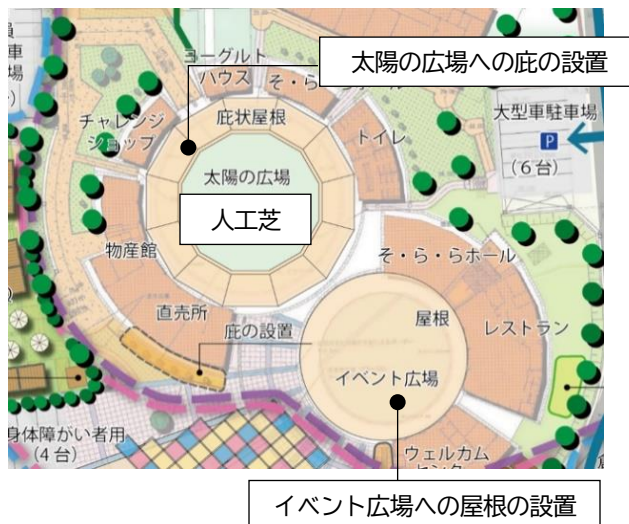 太陽の広場への庇の設置
ヨーグルト
ハウス
そ・ら・ら
庇状屋根
チャレンジ
ショップ
トイレ
大型車駐車場
P
(6台)
太陽の広場
人工芝
物産館
そ・ら・らホール
直売所
庇の設置
屋根
レストラン
イベント広場
身体障がい者用
(4台)
ウェルカム
イベント広場への屋根の設置